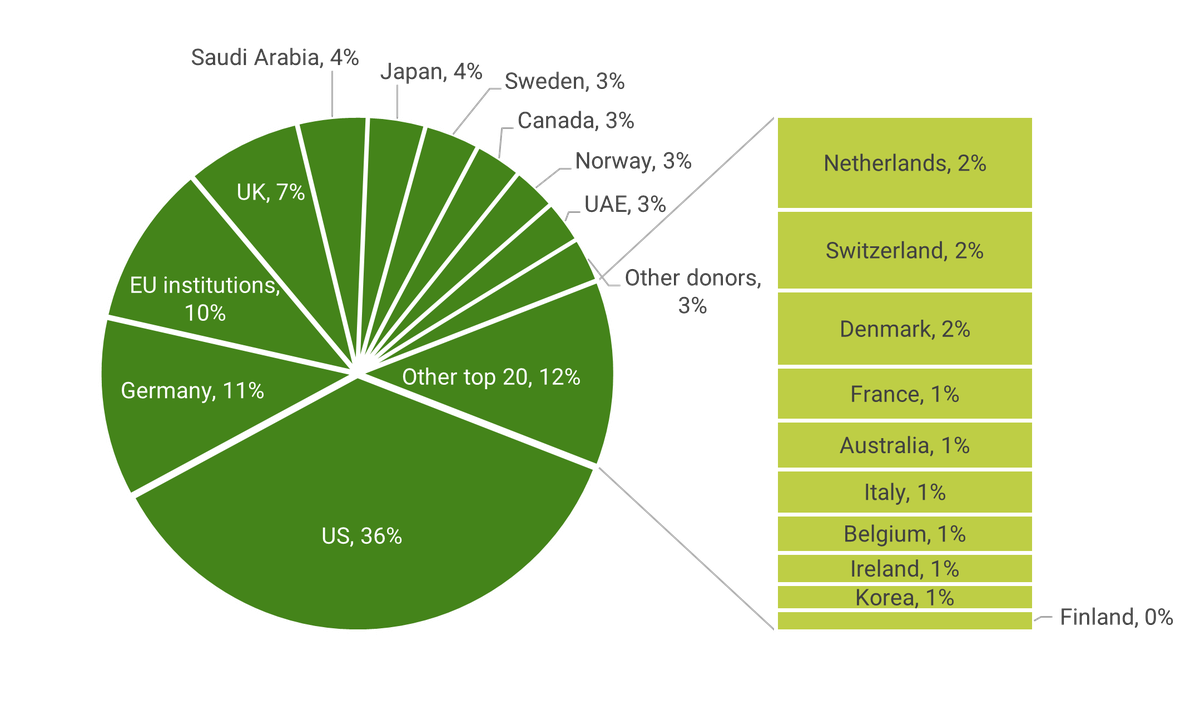 Saudi Arabia, 4%
Japan, 4%
Sweden, 3%
Canada, 3%
Norway, 3%
UAE, 3%
Other donors,
3%
UK, 7%
EU institutions,
10%
Germany, 11%
Other top 20, 12%
US, 36%
Netherlands, 2%
Switzerland, 2%
Denmark, 2%
France, 1%
Australia, 1%
Italy, 1%
Belgium, 1%
Ireland, 1%
Korea, 1%
Finland, 0%